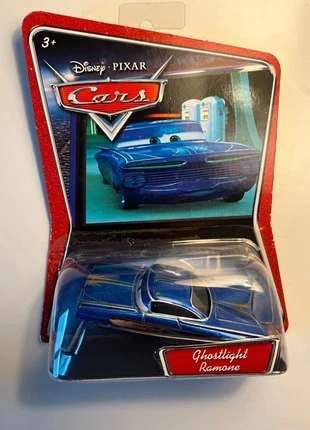 3+
Disney · PIXAR
Cars
Ghostlight
Ramone